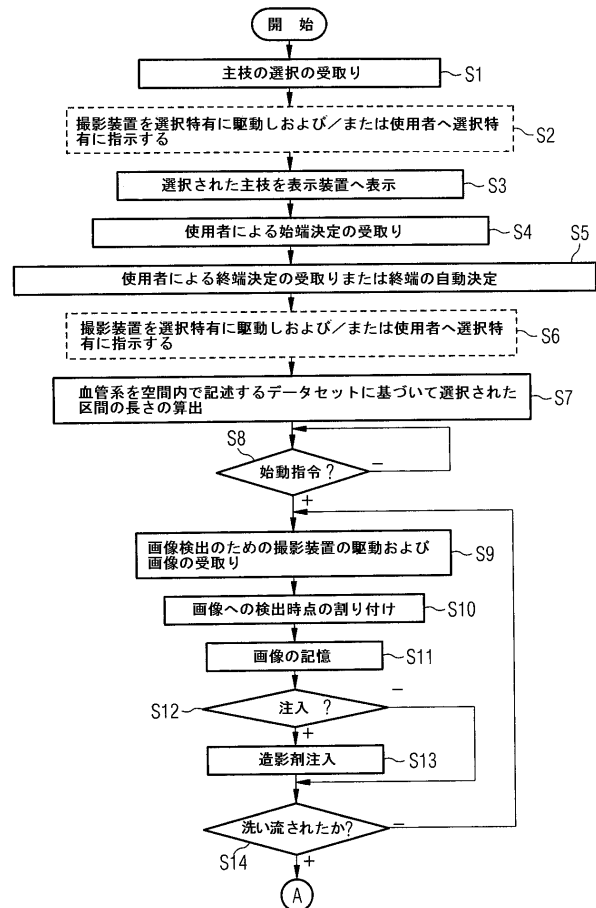 開 始
主枝の選択の受取り
S1
撮影装置を選択特有に駆動しおよび／または使用者へ選択特
有に指示する
S2
選択された主枝を表示装置へ表示
S3
使用者による始端決定の受取り
S4
S5
使用者による終端決定の受取りまたは終端の自動決定
撮影装置を選択特有に駆動しおよび／または使用者へ選択特
有に指示する
S6
血管系を空間内で記述するデータセットに基づいて選択された
区間の長さの算出
S7
S8
始動指令？
−
+
画像検出のための撮影装置の駆動および
画像の受取り
S9
画像への検出時点の割り付け
S10
画像の記憶
S11
S12
注入 ？
−
+
造影剤注入
S13
洗い流されたか？
−
S14
+
A